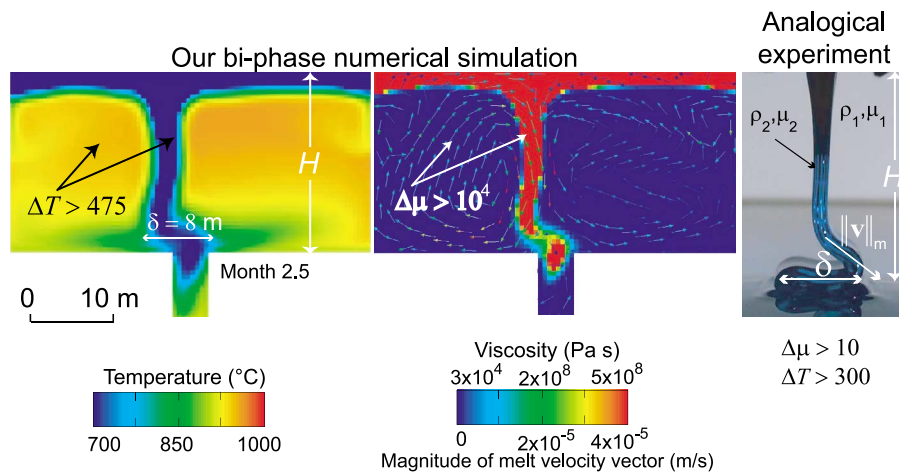 Our bi-phase numerical simulation
Analogical
experiment
H
ΔT > 475
δ = 8 m
Month 2.5
0 10 m
Δμ > 10⁴
ρ₂,μ₂
ρ₁,μ₁
H
‖v‖ₘ
δ
Δμ > 10
ΔT > 300
Temperature (°C)
700 850 1000
Viscosity (Pa s)
3x10⁴ 2x10⁸ 5x10⁸
0 2x10⁻⁵ 4x10⁻⁵
Magnitude of melt velocity vector (m/s)